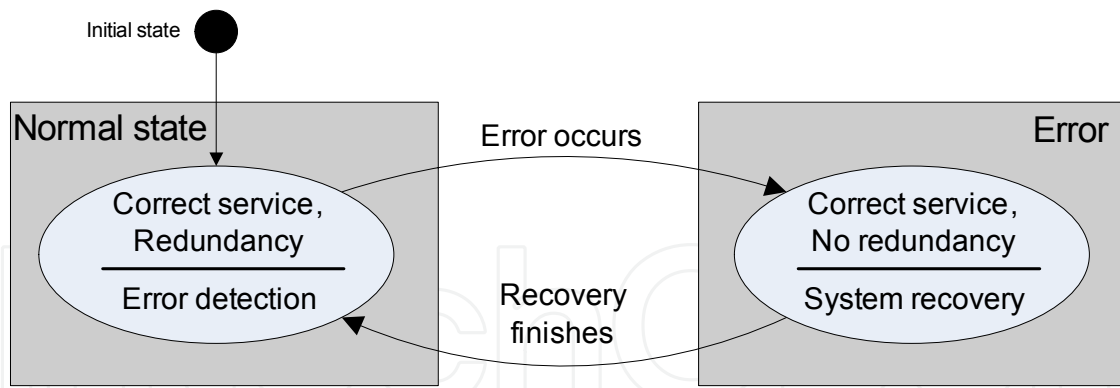 Initial state
Normal state
Error
Error occurs
Correct service,
Redundancy
Error detection
Correct service,
No redundancy
System recovery
Recovery
finishes